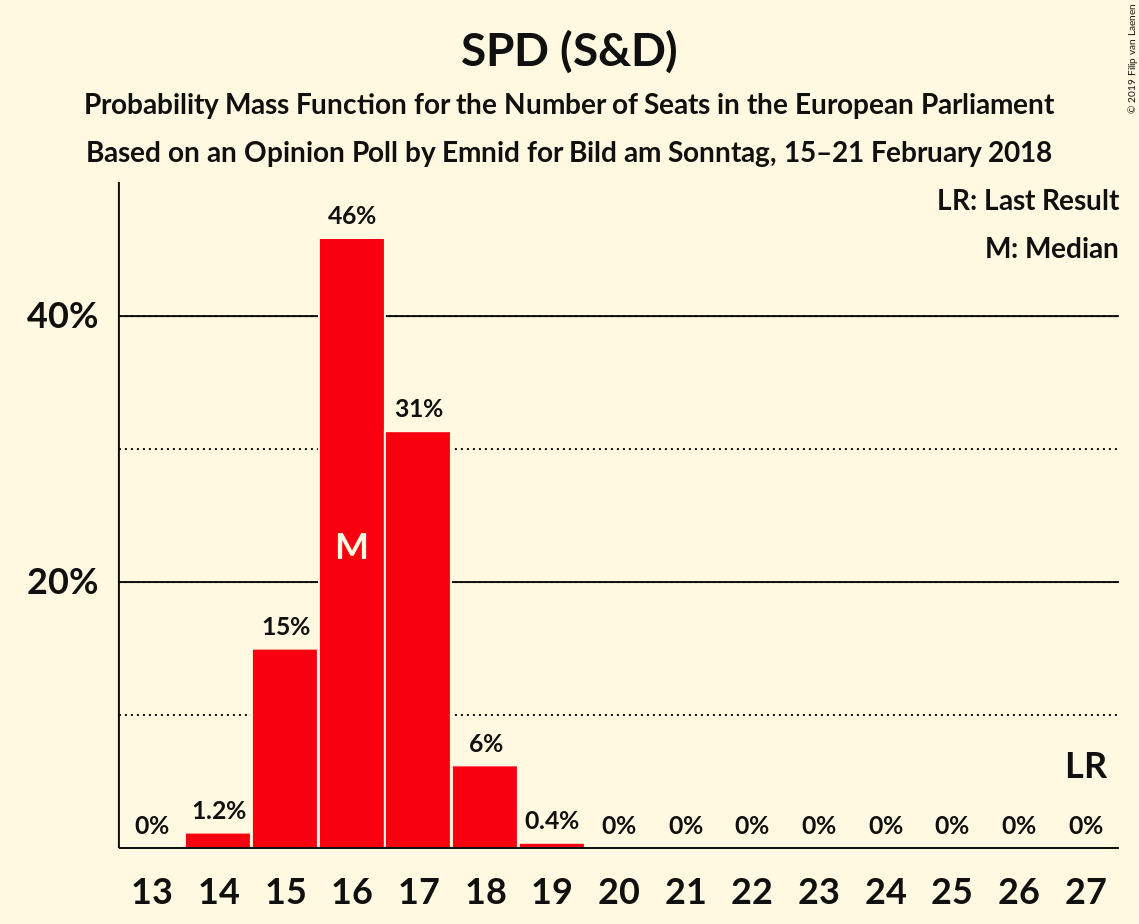 SPD (S&D)
Probability Mass Function for the Number of Seats in the European Parliament
Based on an Opinion Poll by Emnid for Bild am Sonntag, 15–21 February 2018
© 2019 Filip van Laenen
LR: Last Result
M: Median
40%
20%
0%
1.2%
15%
46%
31%
6%
0.4%
0%
0%
0%
0%
0%
0%
0%
0%
M
LR
13 14 15 16 17 18 19 20 21 22 23 24 25 26 27